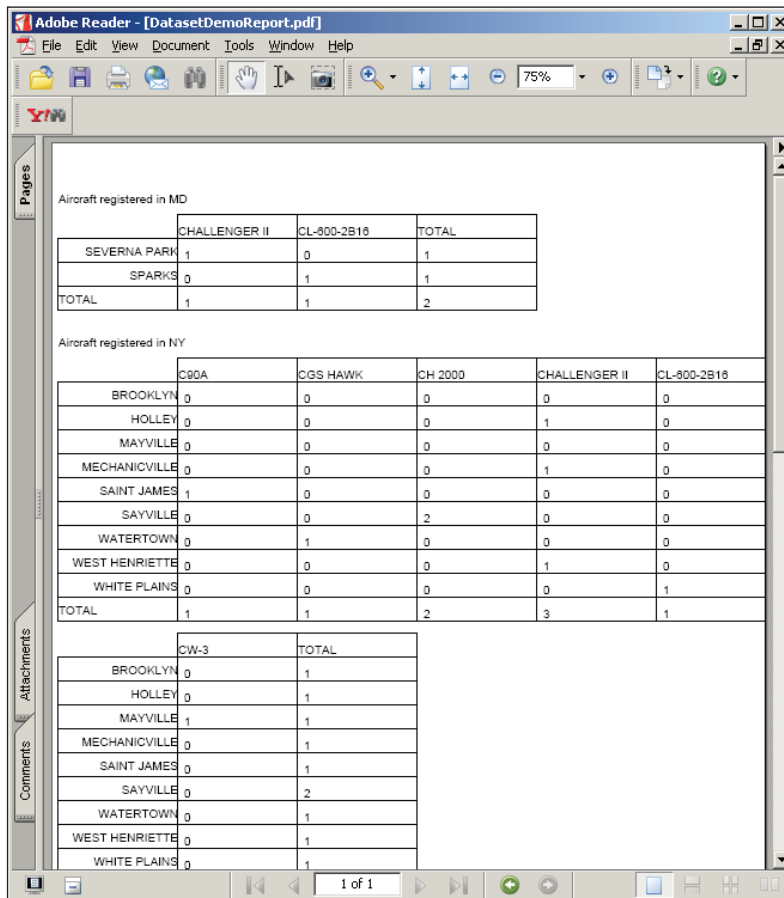 Adobe Reader - [DatasetDemoReport.pdf]
File Edit View Document Tools Window Help
75%
Y!
Pages
Attachments
Comments
Aircraft registered in MD
CHALLENGER II CL-600-2B16 TOTAL
SEVERNA PARK 1 0 1
SPARKS 0 1 1
TOTAL 1 1 2
Aircraft registered in NY
C90A CGS HAWK CH 2000 CHALLENGER II CL-600-2B16
BROOKLYN 0 0 0 0 0
HOLLEY 0 0 0 1 0
MAYVILLE 0 0 0 0 0
MECHANICVILLE 0 0 0 1 0
SAINT JAMES 1 0 0 0 0
SAYVILLE 0 0 2 0 0
WATERTOWN 0 1 0 0 0
WEST HENRIETTE 0 0 0 1 0
WHITE PLAINS 0 0 0 0 1
TOTAL 1 1 2 3 1
CW-3 TOTAL
BROOKLYN 0 1
HOLLEY 0 1
MAYVILLE 1 1
MECHANICVILLE 0 1
SAINT JAMES 0 1
SAYVILLE 0 2
WATERTOWN 0 1
WEST HENRIETTE 0 1
WHITE PLAINS 0 1
1 of 1